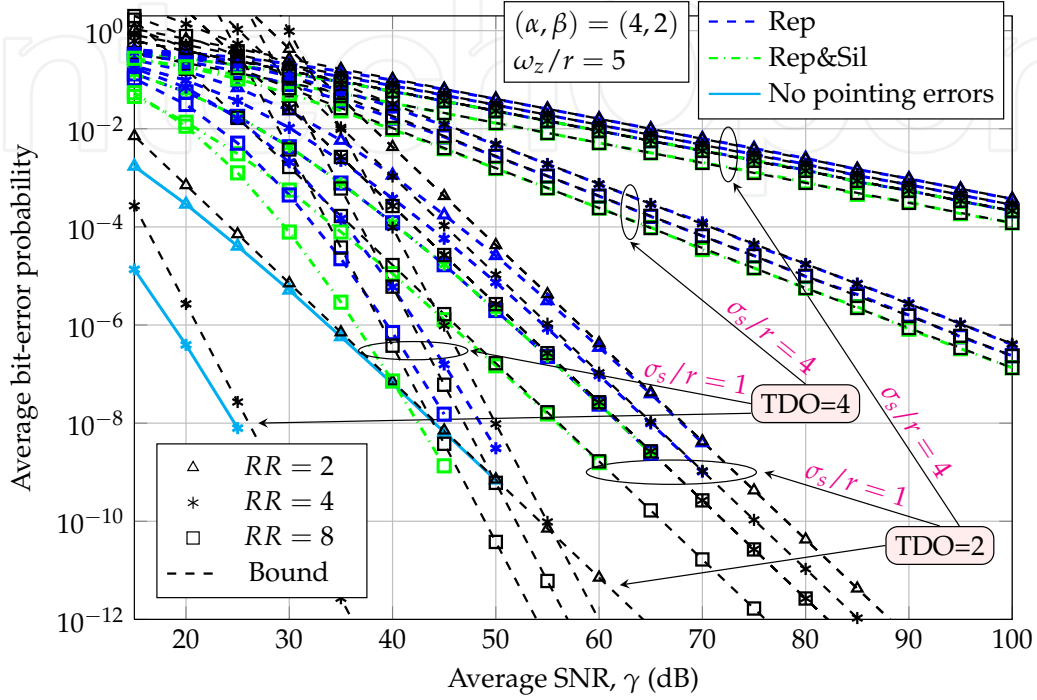 (α, β) = (4, 2)
ω_z/r = 5
Rep
Rep&Sil
No pointing errors
10^0
10^−2
10^−4
10^−6
10^−8
10^−10
10^−12
Average bit-error probability
σ_s/r = 4
σ_s/r = 1
TDO=4
σ_s/r = 4
σ_s/r = 1
TDO=2
RR = 2
RR = 4
RR = 8
Bound
20 30 40 50 60 70 80 90 100
Average SNR, γ (dB)